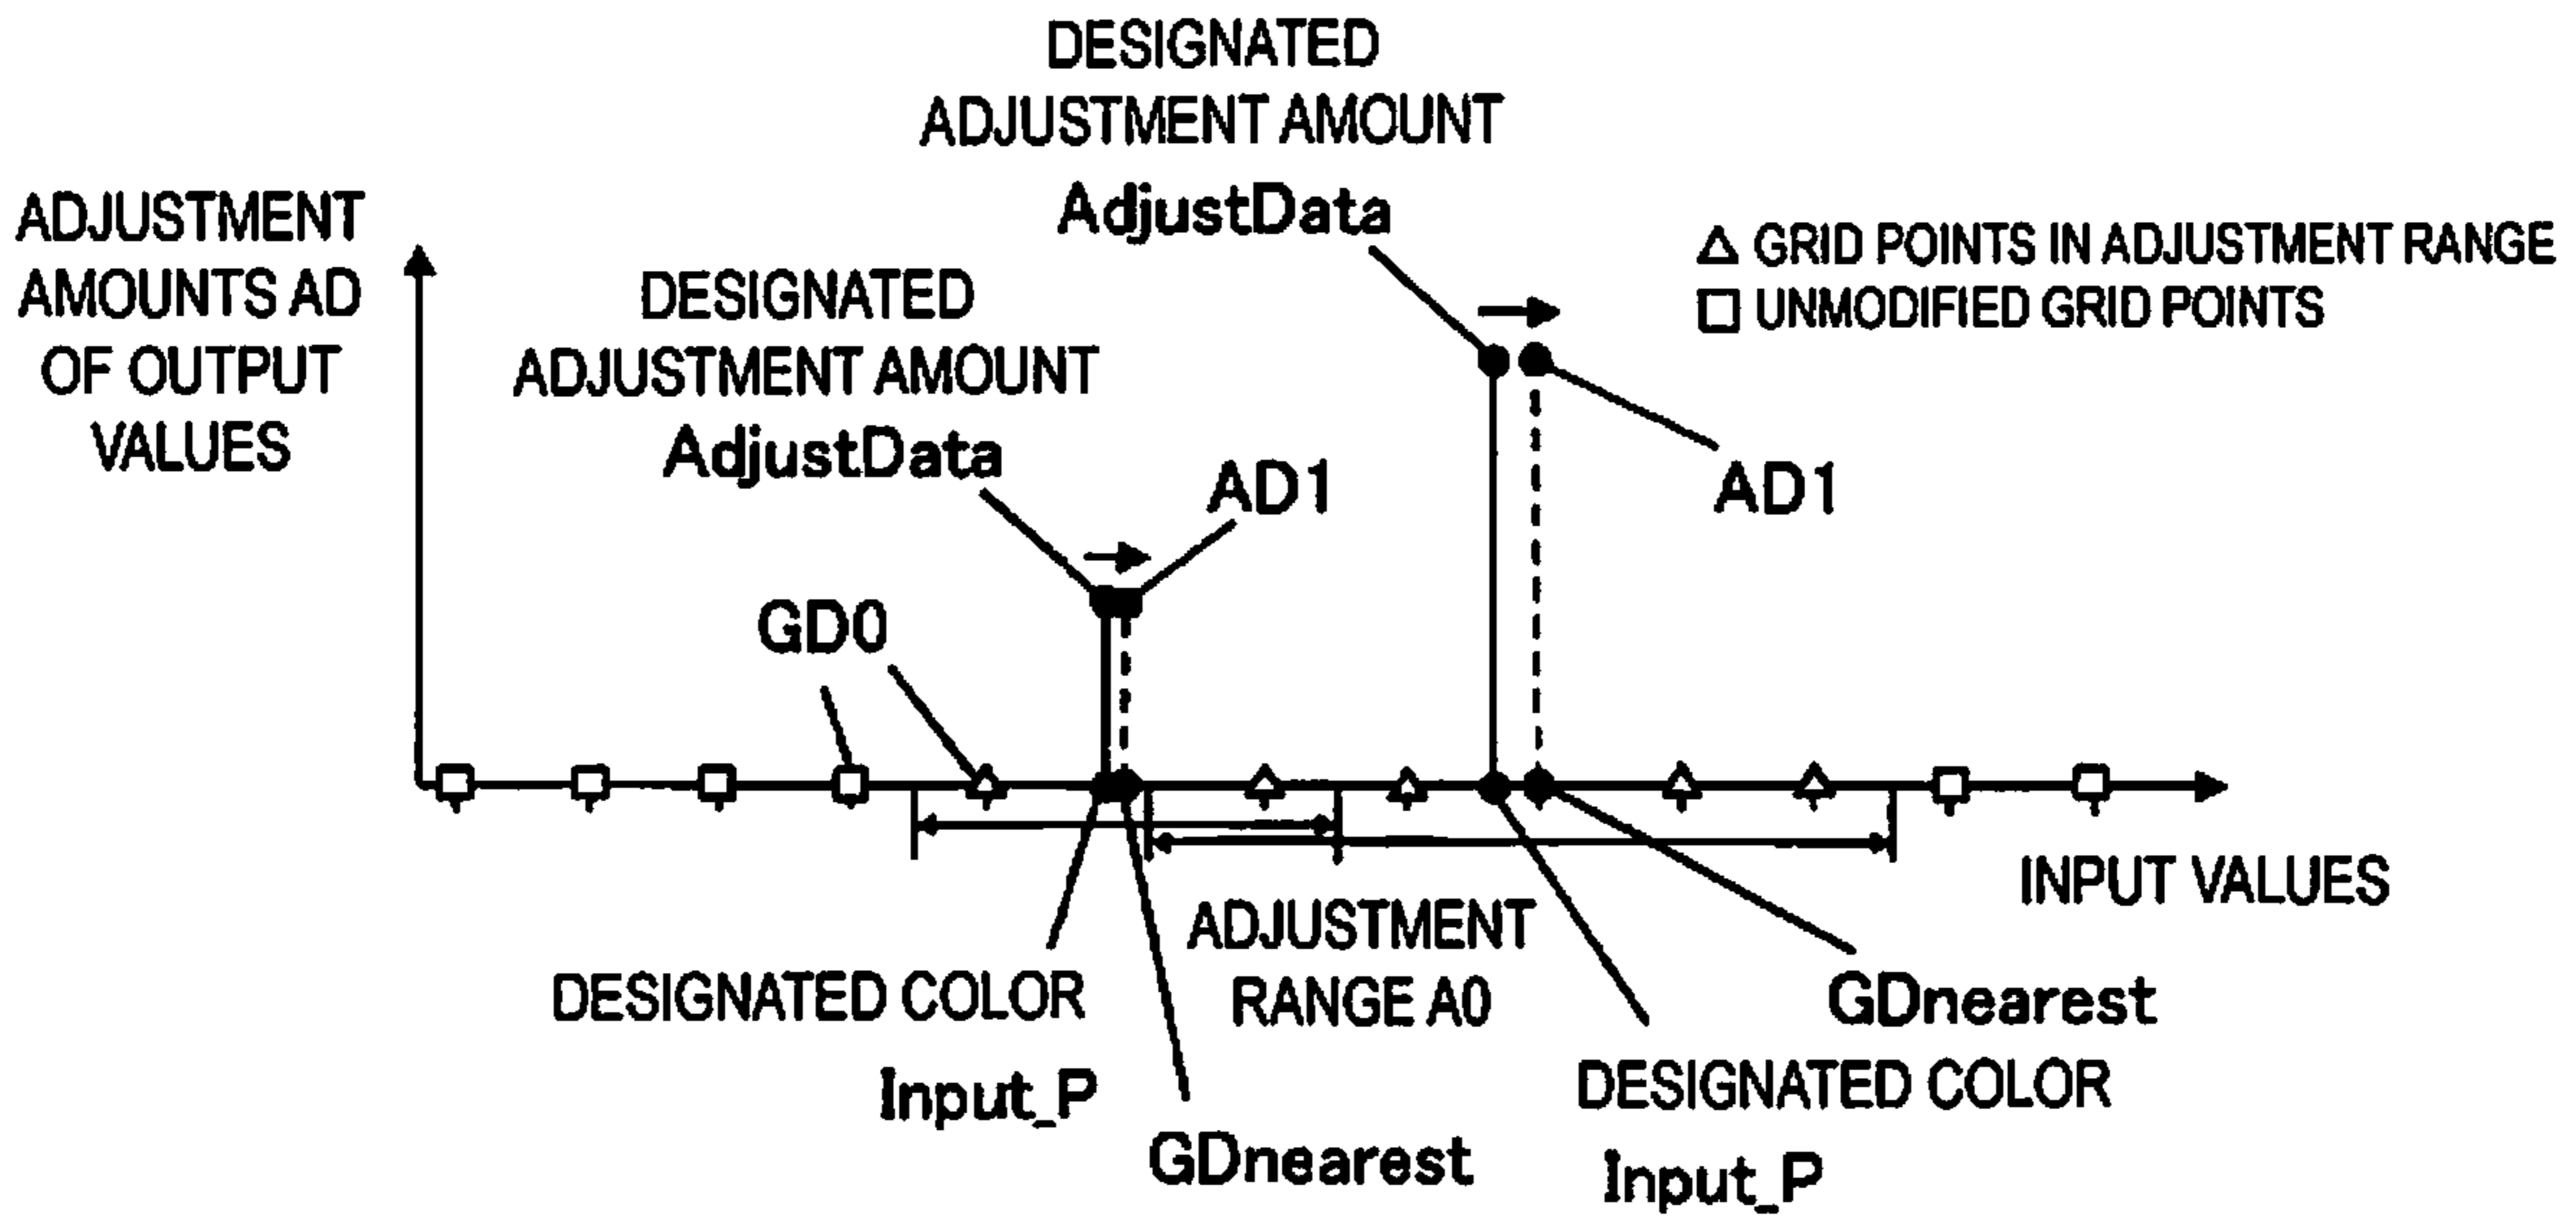 DESIGNATED
ADJUSTMENT AMOUNT
AdjustData
ADJUSTMENT
AMOUNTS AD
OF OUTPUT
VALUES
△ GRID POINTS IN ADJUSTMENT RANGE
□ UNMODIFIED GRID POINTS
DESIGNATED
ADJUSTMENT AMOUNT
AdjustData
AD1
AD1
GD0
INPUT VALUES
ADJUSTMENT
RANGE A0
DESIGNATED COLOR
Input_P
GDnearest
GDnearest
DESIGNATED COLOR
Input_P